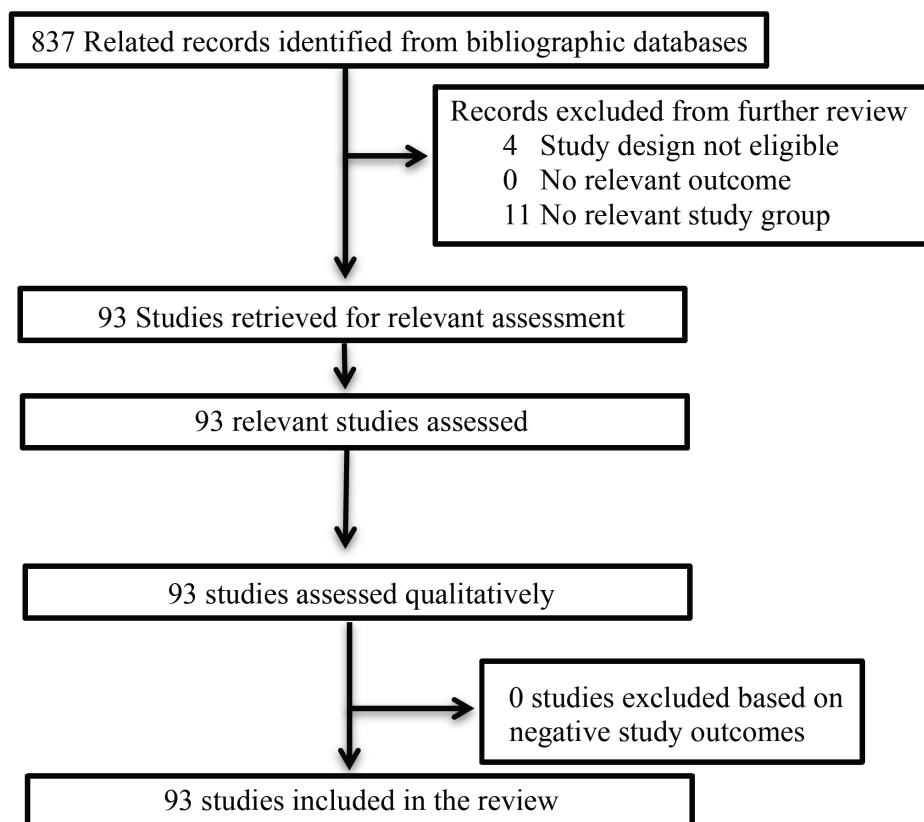 837 Related records identified from bibliographic databases
Records excluded from further review
4 Study design not eligible
0 No relevant outcome
11 No relevant study group
93 Studies retrieved for relevant assessment
93 relevant studies assessed
93 studies assessed qualitatively
0 studies excluded based on
negative study outcomes
93 studies included in the review